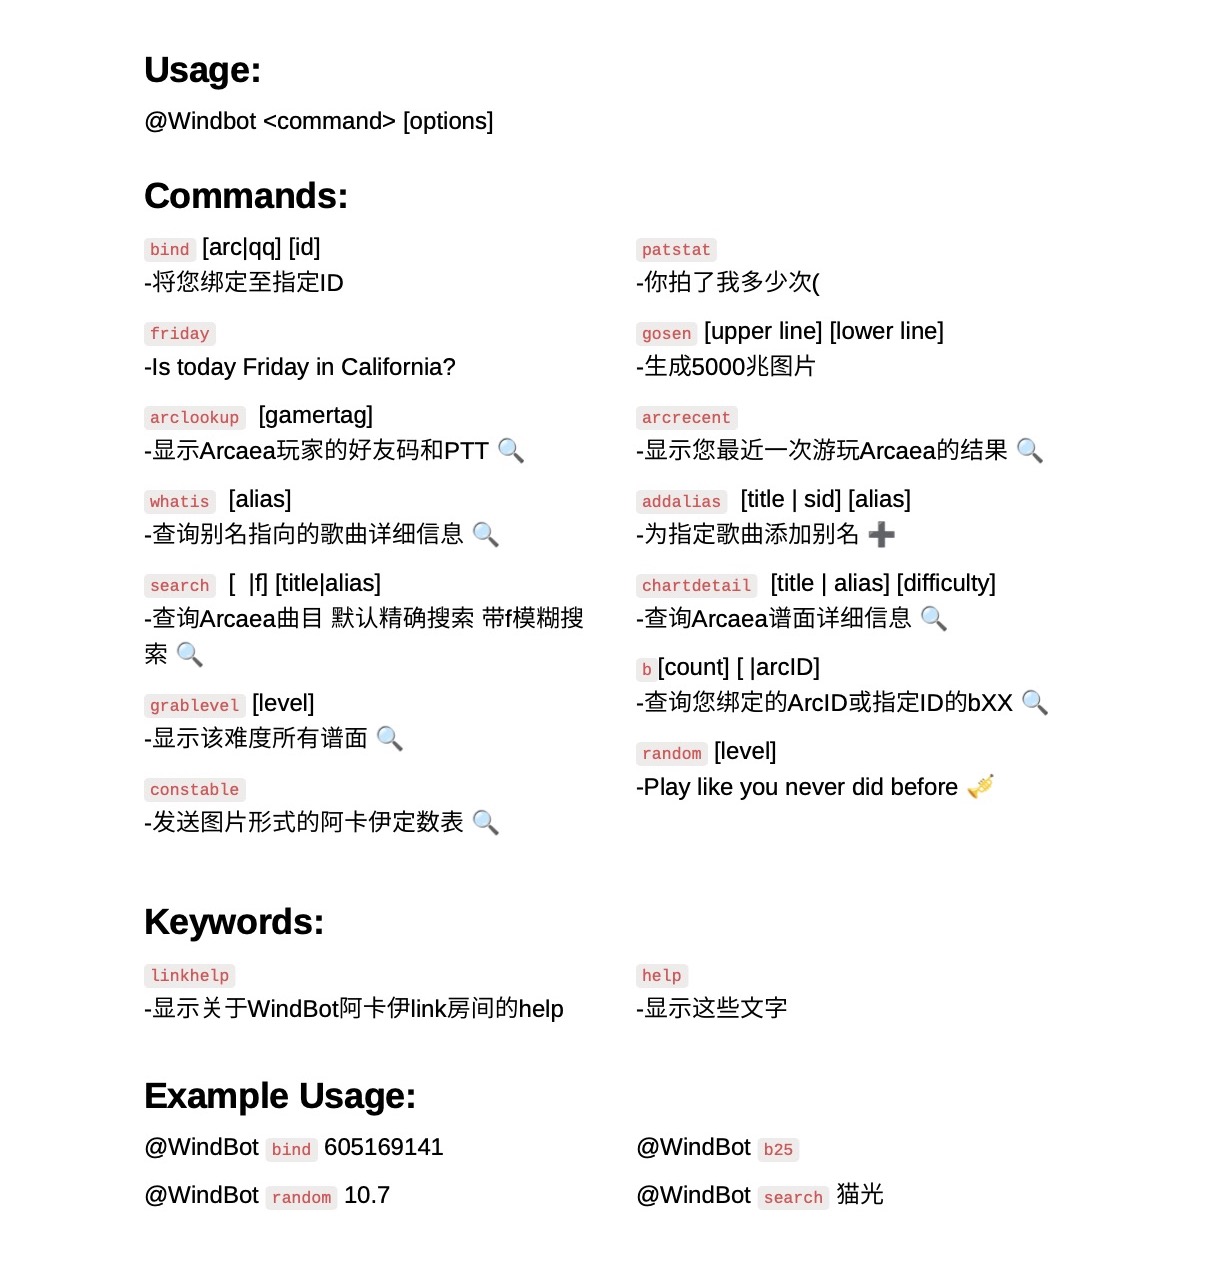 Usage:
@Windbot <command> [options]
Commands:
bind [arc|qq] [id]
-将您绑定至指定ID
friday
-Is today Friday in California?
arclookup [gamertag]
-显示Arcaea玩家的好友码和PTT 🔍
whatis [alias]
-查询别名指向的歌曲详细信息 🔍
search [ |f] [title|alias]
-查询Arcaea曲目 默认精确搜索 带f模糊搜
索 🔍
grablevel [level]
-显示该难度所有谱面 🔍
constable
-发送图片形式的阿卡伊定数表 🔍
patstat
-你拍了我多少次(
gosen [upper line] [lower line]
-生成5000兆图片
arcrecent
-显示您最近一次游玩Arcaea的结果 🔍
addalias [title | sid] [alias]
-为指定歌曲添加别名 ➕
chartdetail [title | alias] [difficulty]
-查询Arcaea谱面详细信息 🔍
b [count] [ |arcID]
-查询您绑定的ArcID或指定ID的bXX 🔍
random [level]
-Play like you never did before 🎺
Keywords:
linkhelp
-显示关于WindBot阿卡伊link房间的help
help
-显示这些文字
Example Usage:
@WindBot bind 605169141
@WindBot random 10.7
@WindBot b25
@WindBot search 猫光